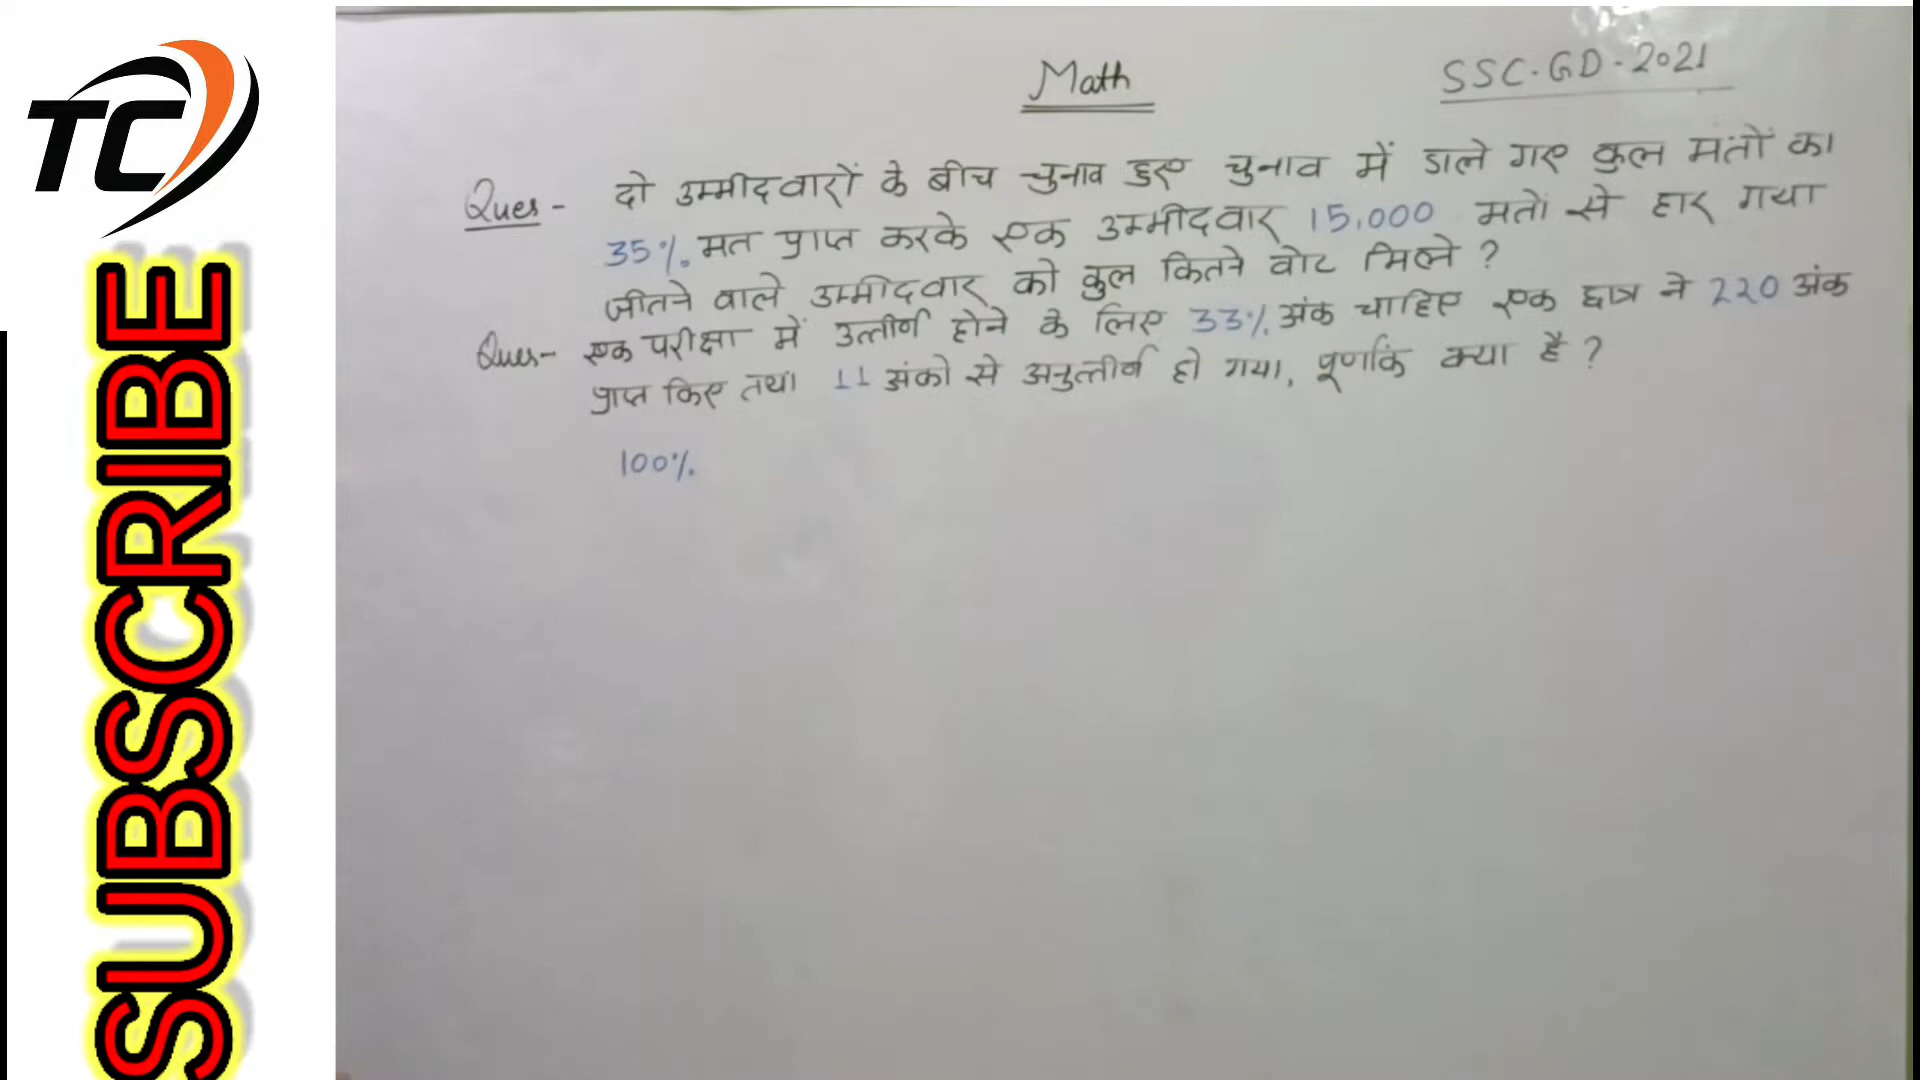 TC
SUBSCRIBE
Math
SSC.GD-2021
Ques - दो उम्मीदवारों के बीच चुनाव हुए चुनाव में डाले गए कुल मतों का
35%. मत प्राप्त करके एक उम्मीदवार 15,000 मतों से हार गया
जीतने वाले उम्मीदवार को कुल कितने वोट मिले ?
Ques- एक परीक्षा में उत्तीर्ण होने के लिए 33%. अंक चाहिए एक छात्र ने 220 अंक
प्राप्त किए तथा 11 अंको से अनुत्तीर्ण हो गया, पूर्णांक क्या है ?
100%.